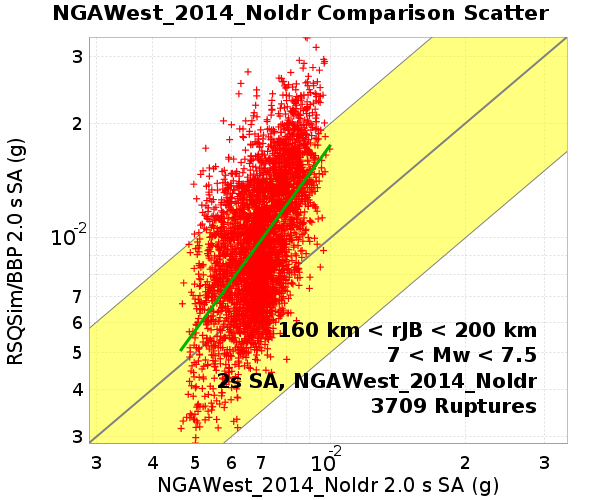 NGAWest_2014_NoIdr Comparison Scatter
RSQSim/BBP 2.0 s SA (g)
3
2
10-2
7
6
5
4
3
160 km < rJB < 200 km
7 < Mw < 7.5
2s SA, NGAWest_2014_NoIdr
3709 Ruptures
3 4 5 6 7 10-2 2 3
NGAWest_2014_NoIdr 2.0 s SA (g)